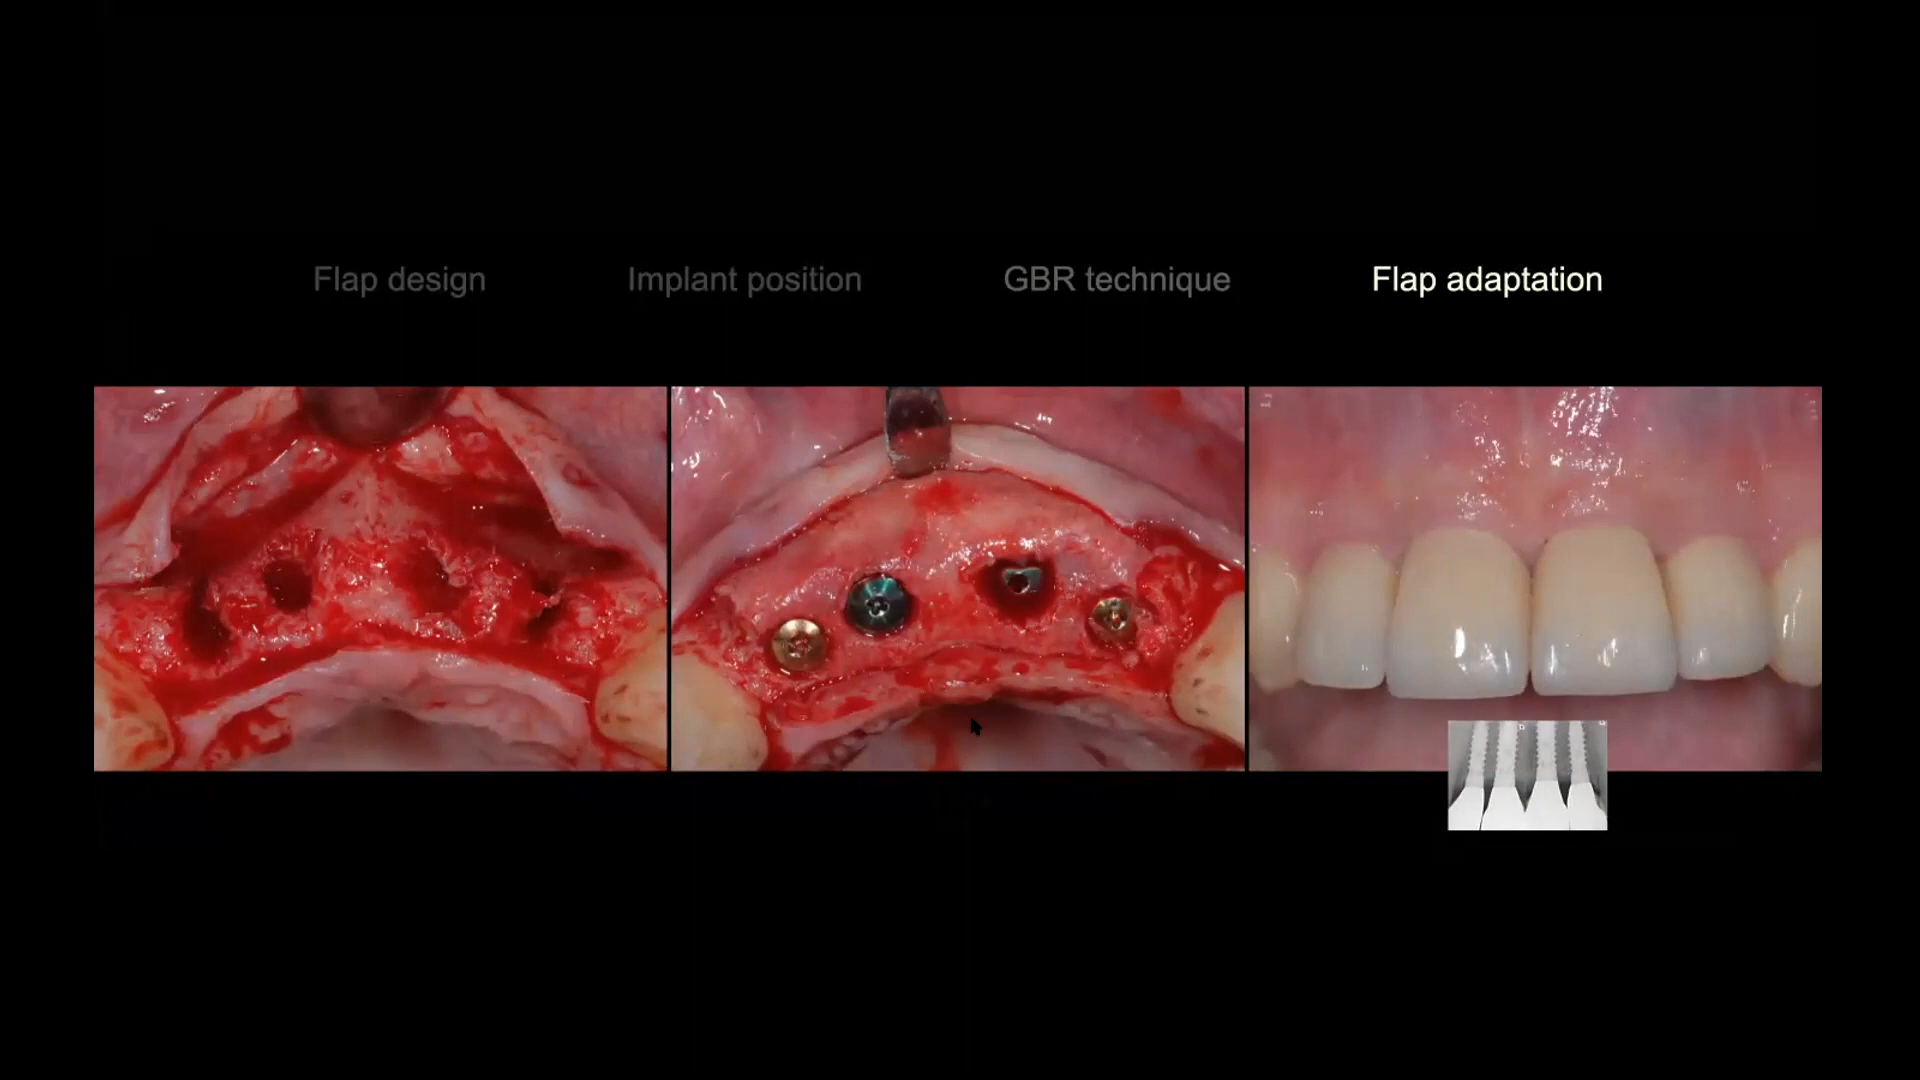 Flap design
Implant position
GBR technique
Flap adaptation